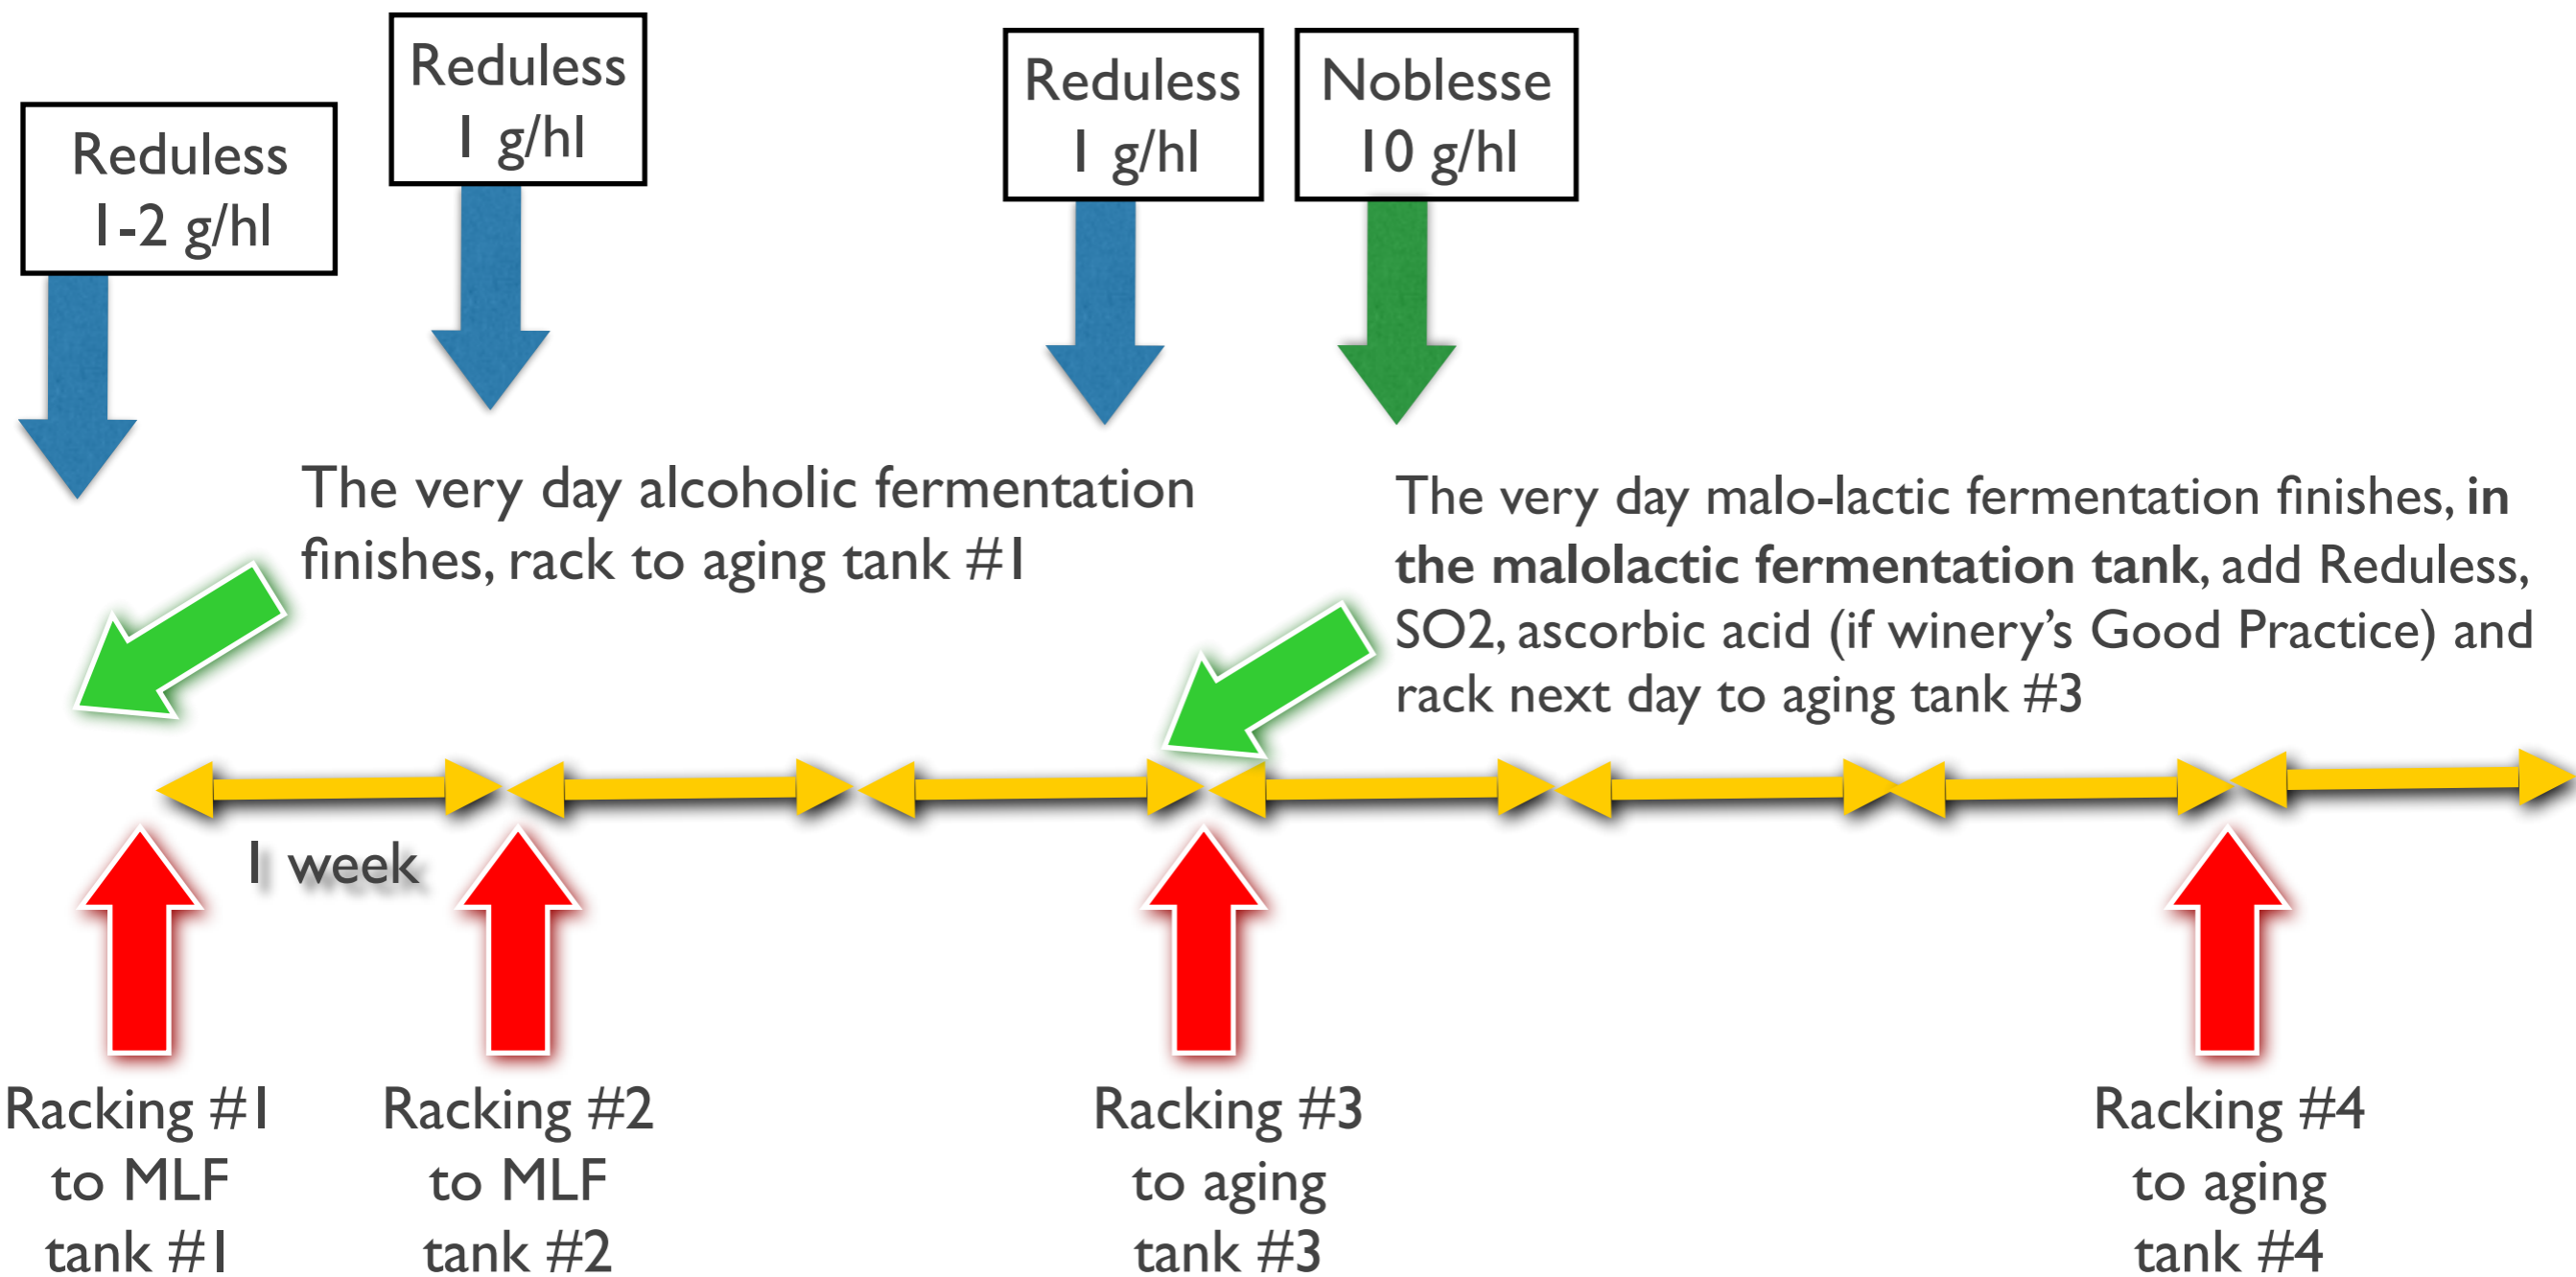 Reduless
1-2 g/hl
Reduless
1 g/hl
Reduless
1 g/hl
Noblesse
10 g/hl
The very day alcoholic fermentation
finishes, rack to aging tank #1
The very day malo-lactic fermentation finishes, in
the malolactic fermentation tank, add Reduless,
SO2, ascorbic acid (if winery's Good Practice) and
rack next day to aging tank #3
1 week
Racking #1
to MLF
tank #1
Racking #2
to MLF
tank #2
Racking #3
to aging
tank #3
Racking #4
to aging
tank #4